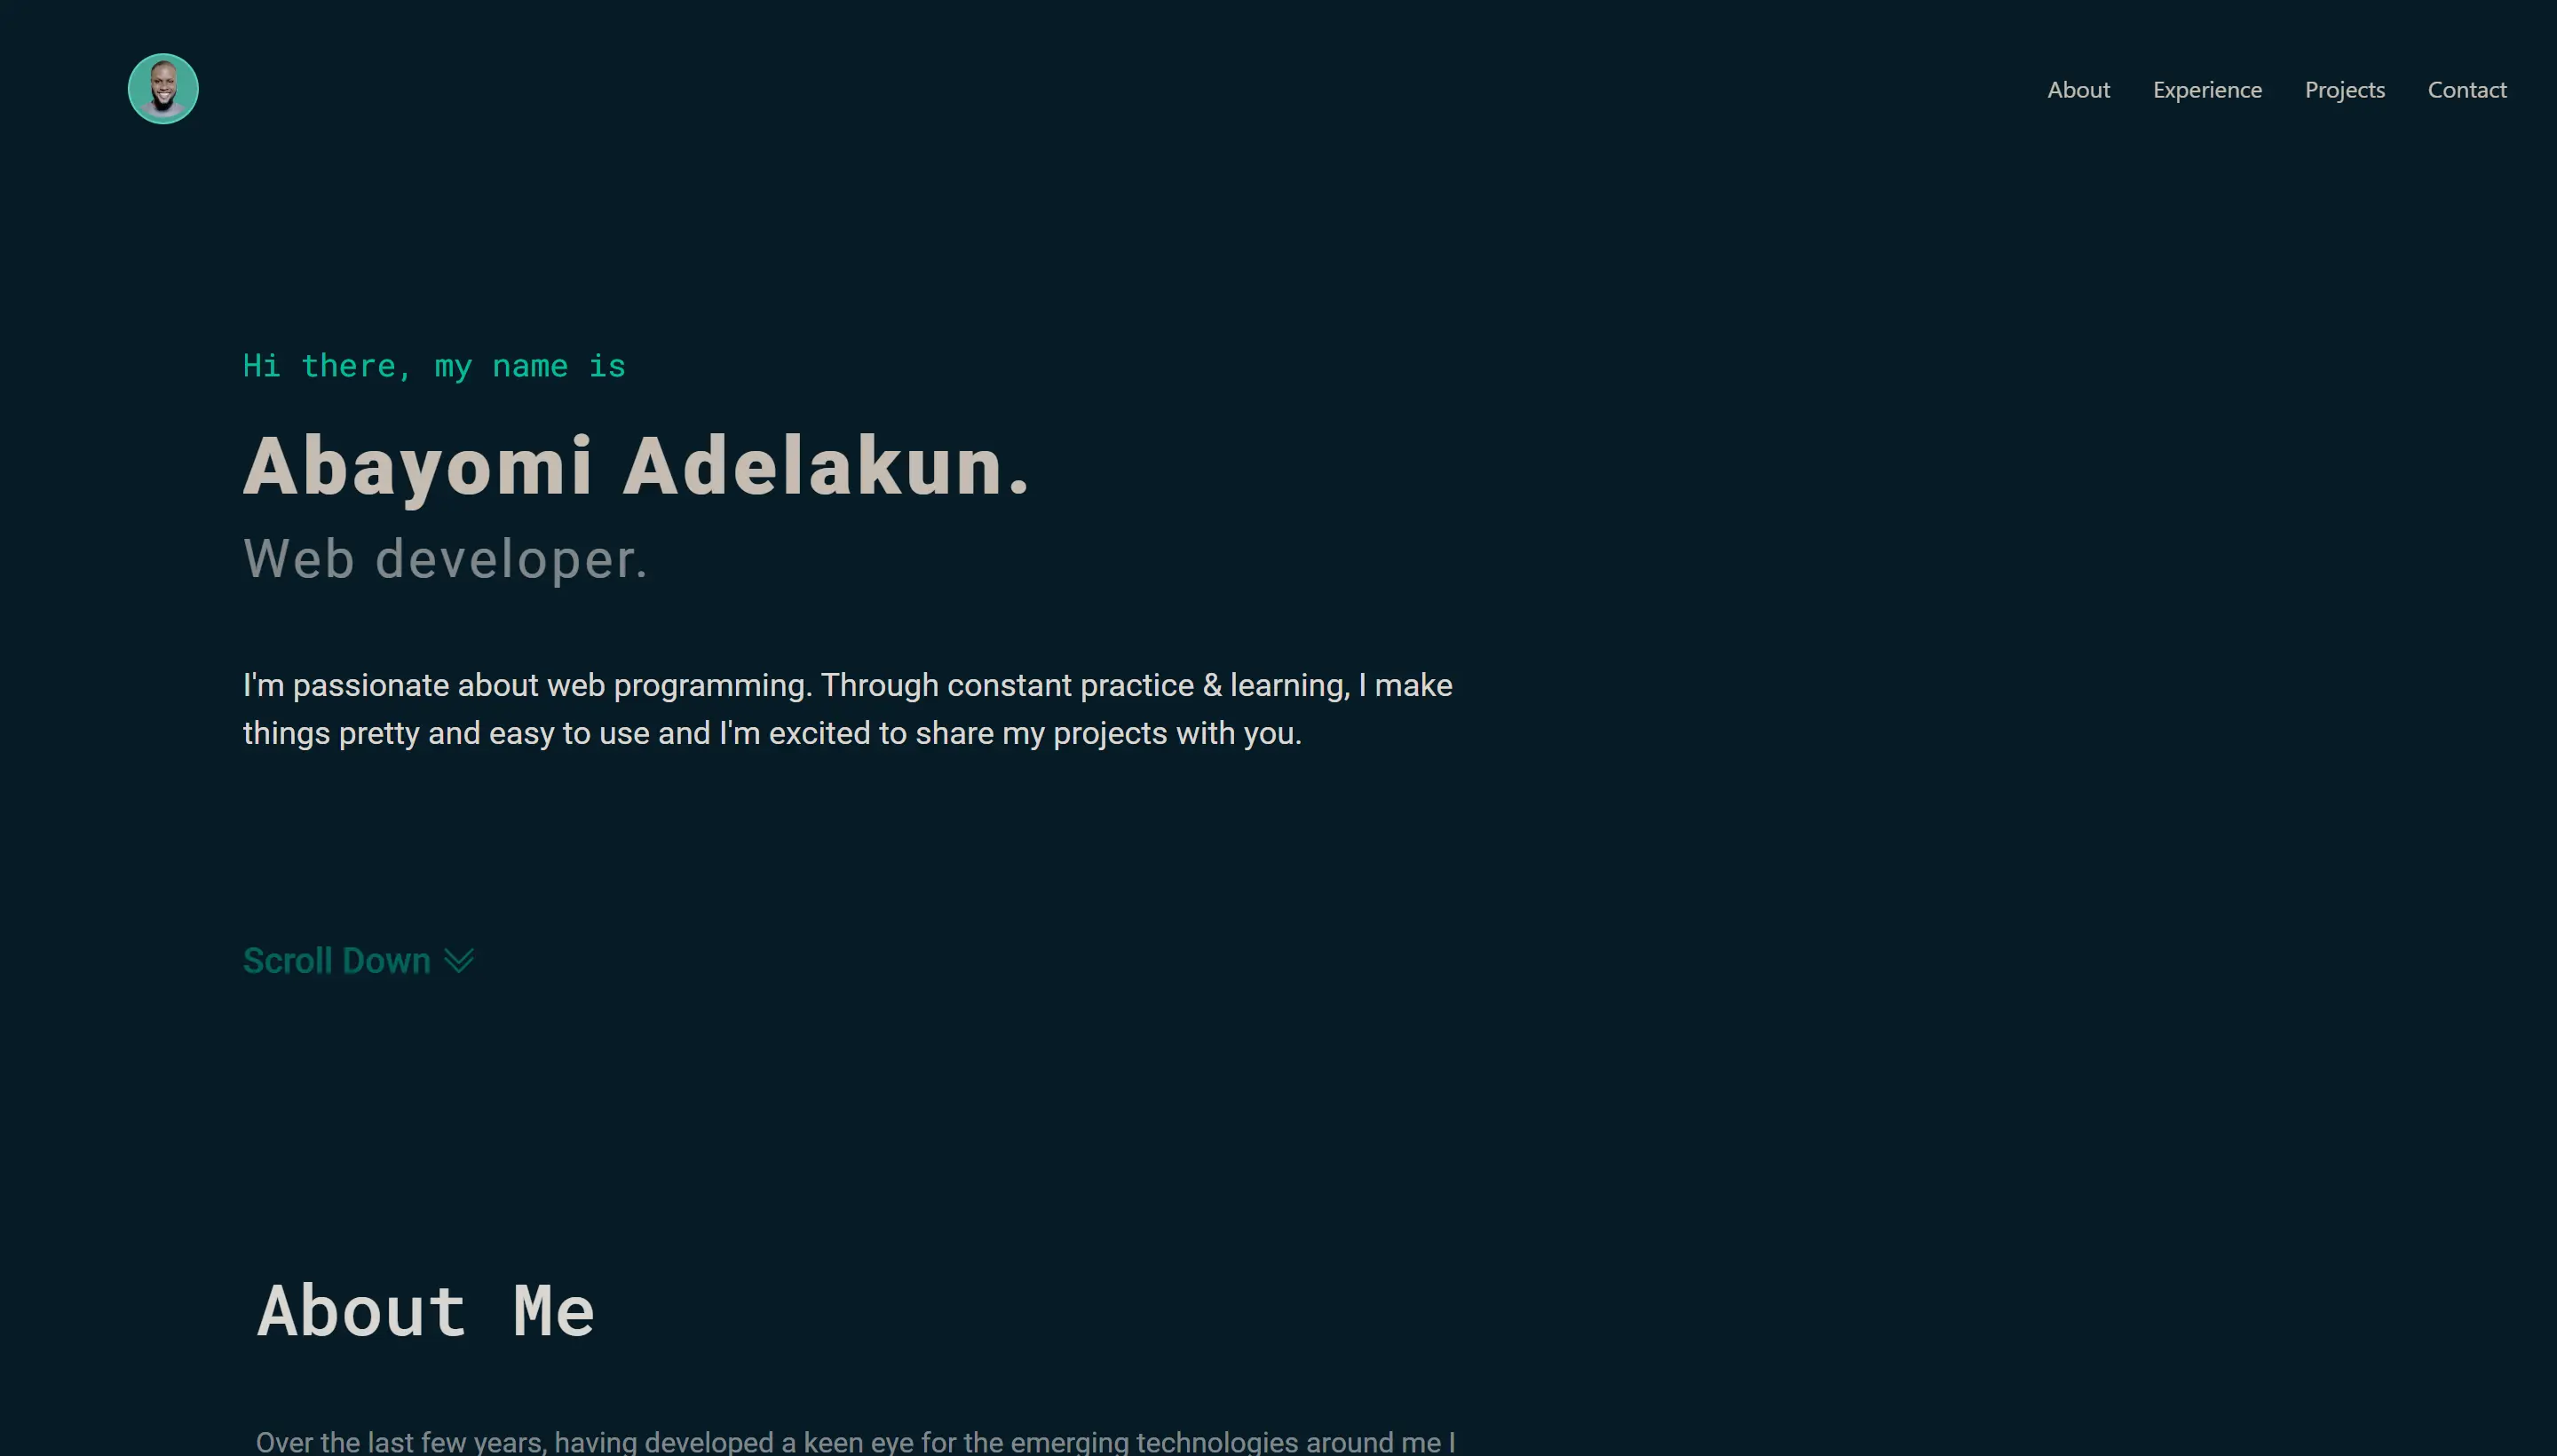 About Experience Projects Contact
Hi there, my name is
Abayomi Adelakun.
Web developer.
I'm passionate about web programming. Through constant practice & learning, I make
things pretty and easy to use and I'm excited to share my projects with you.
Scroll Down
About Me
Over the last few years, having developed a keen eye for the emerging technologies around me I